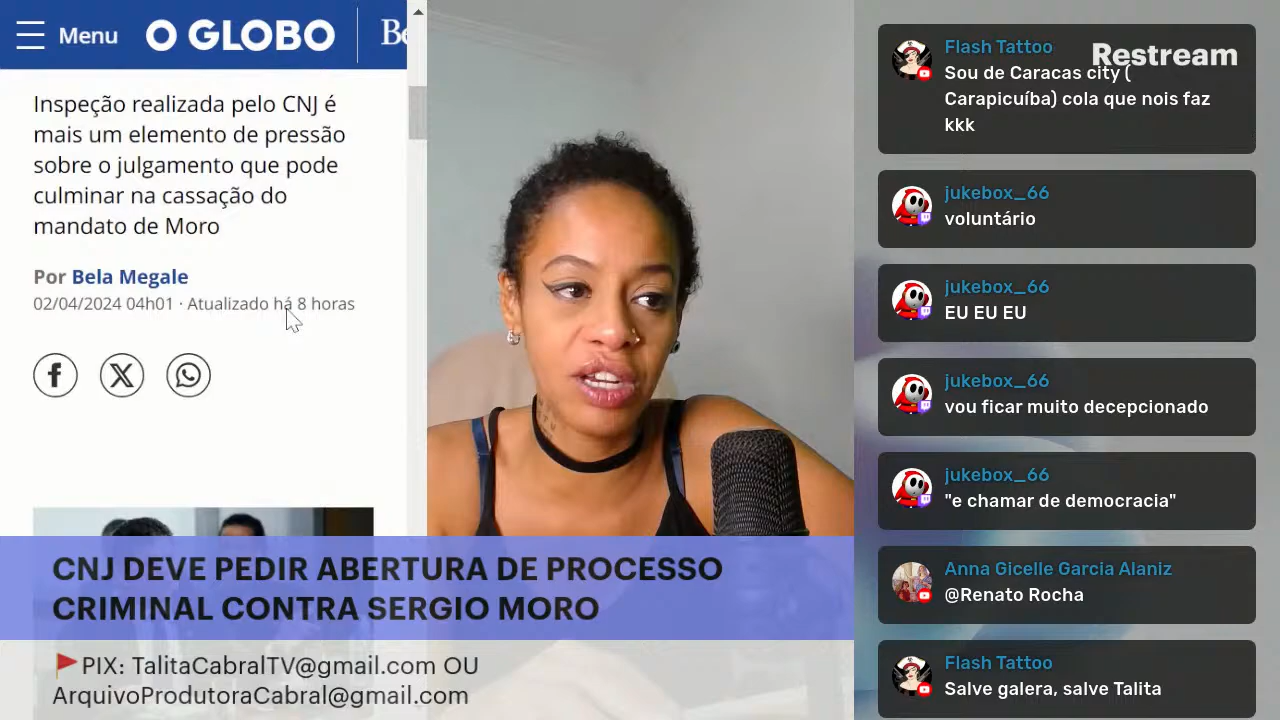 Menu
O GLOBO
Be
Inspeção realizada pelo CNJ é
mais um elemento de pressão
sobre o julgamento que pode
culminar na cassação do
mandato de Moro
Por Bela Megale
02/04/2024 04h01 · Atualizado há 8 horas
CNJ DEVE PEDIR ABERTURA DE PROCESSO
CRIMINAL CONTRA SERGIO MORO
PIX: TalitaCabralTV@gmail.com OU
ArquivoProdutoraCabral@gmail.com
Restream
Flash Tattoo
Sou de Caracas city (
Carapicuíba) cola que nois faz
kkk
jukebox_66
voluntário
jukebox_66
EU EU EU
jukebox_66
vou ficar muito decepcionado
jukebox_66
"e chamar de democracia"
Anna Gicelle Garcia Alaniz
@Renato Rocha
Flash Tattoo
Salve galera, salve Talita